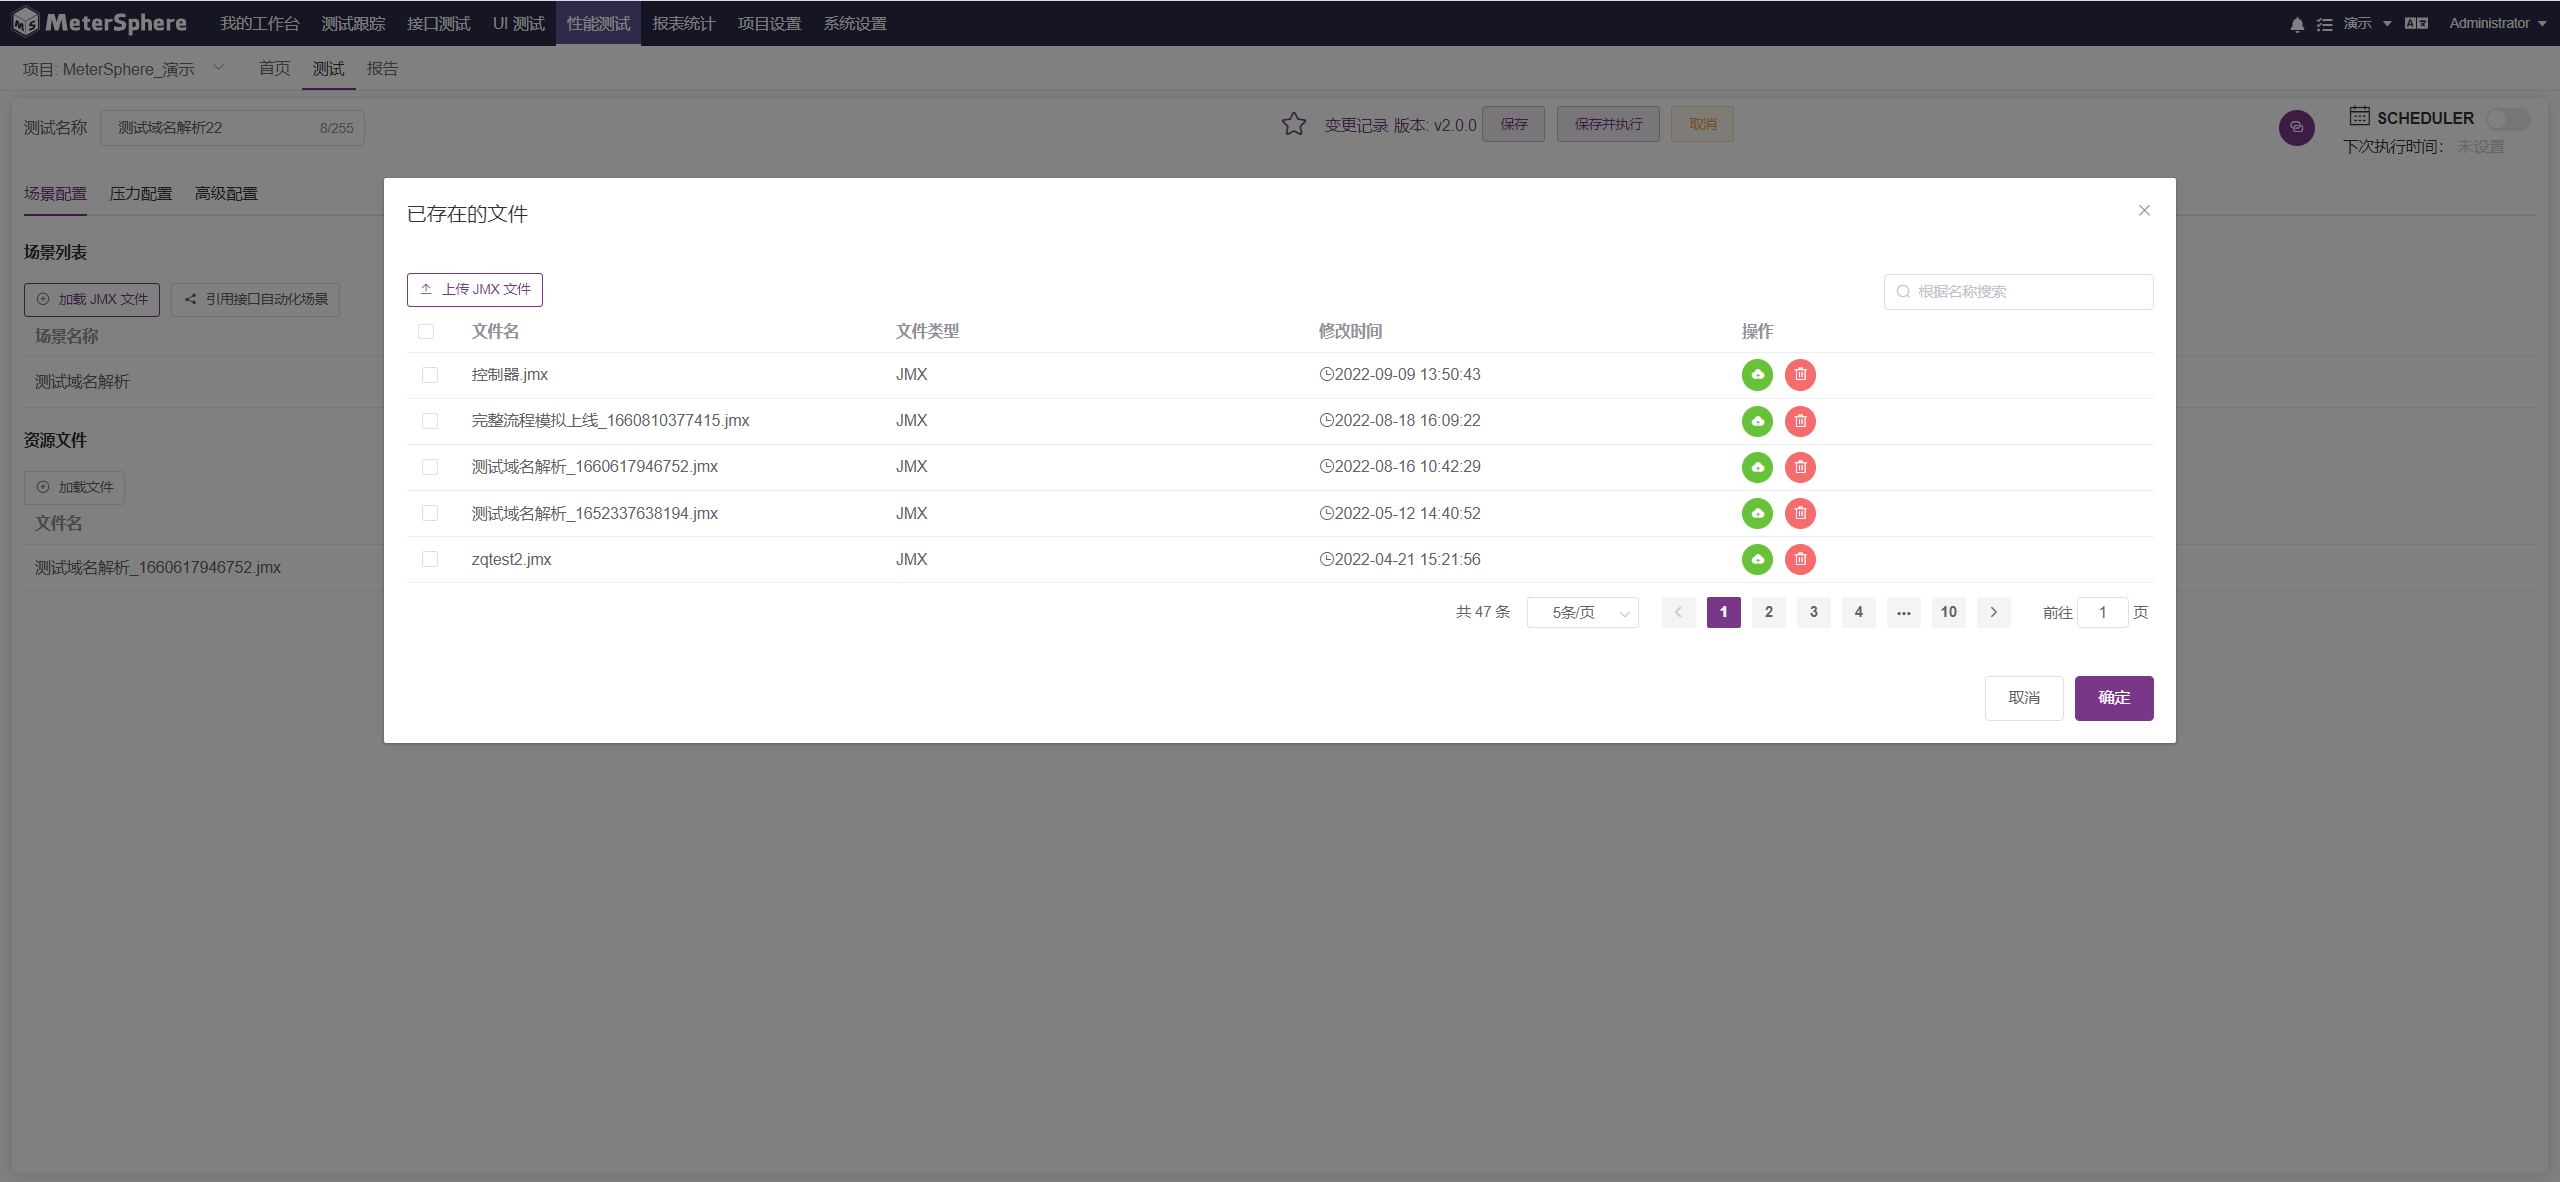 MeterSphere 我的工作台 测试跟踪 接口测试 UI 测试 性能测试 报表统计 项目设置 系统设置 演示 Administrator
项目: MeterSphere_演示 首页 测试 报告
测试名称 测试域名解析22 8/255 变更记录 版本: v2.0.0 保存 保存并执行 取消 SCHEDULER
下次执行时间: 未设置
场景配置 压力配置 高级配置
已存在的文件
场景列表
加载 JMX 文件 引用接口自动化场景
上传 JMX 文件 根据名称搜索
场景名称
文件名 文件类型 修改时间 操作
测试域名解析
控制器.jmx JMX 2022-09-09 13:50:43
完整流程模拟上线_1660810377415.jmx JMX 2022-08-18 16:09:22
资源文件
测试域名解析_1660617946752.jmx JMX 2022-08-16 10:42:29
加载文件
测试域名解析_1652337638194.jmx JMX 2022-05-12 14:40:52
文件名
zqtest2.jmx JMX 2022-04-21 15:21:56
测试域名解析_1660617946752.jmx
共 47 条 5条/页 1 2 3 4 ••• 10 前往 1 页
取消 确定